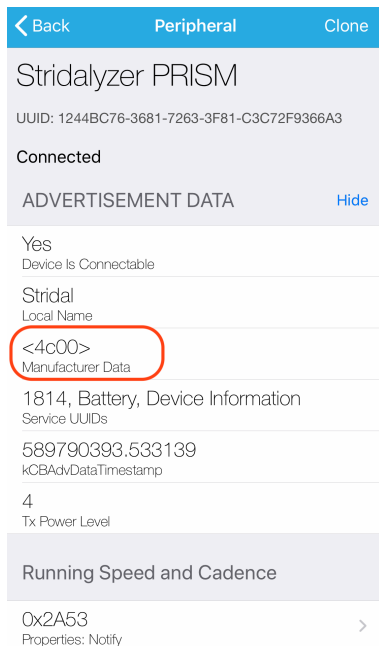 Back Peripheral Clone
Stridalyzer PRISM
UUID: 1244BC76-3681-7263-3F81-C3C72F9366A3
Connected
ADVERTISEMENT DATA Hide
Yes
Device Is Connectable
Stridal
Local Name
<4c00>
Manufacturer Data
1814, Battery, Device Information
Service UUIDs
589790393.533139
kCBAdvDataTimestamp
4
Tx Power Level
Running Speed and Cadence
0x2A53
Properties: Notify